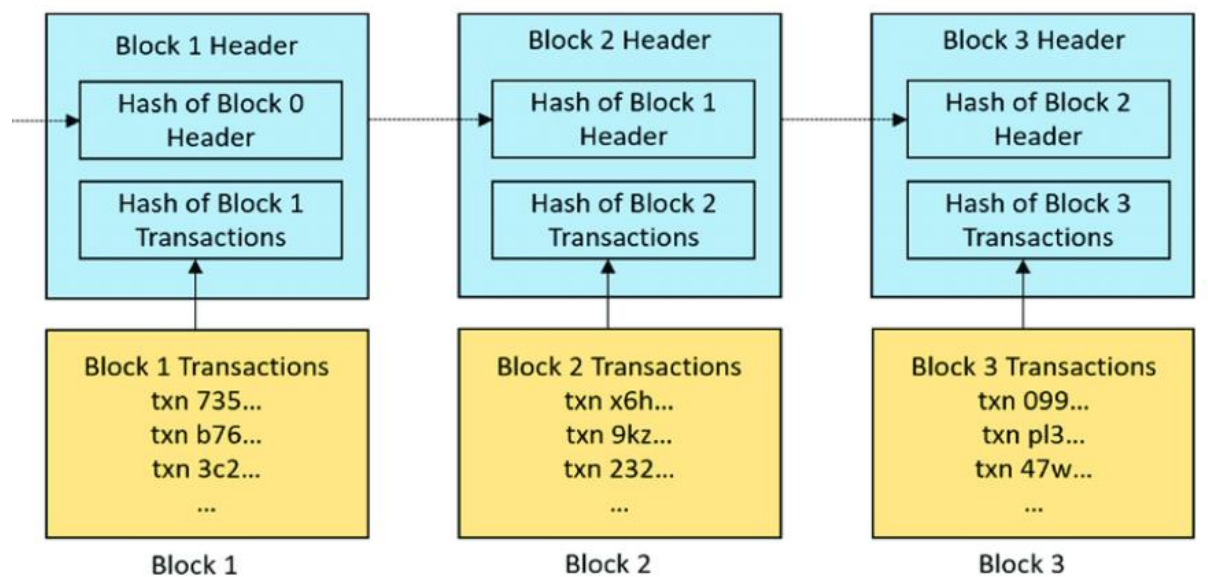 Block 1 Header
Hash of Block 0
Header
Hash of Block 1
Transactions
Block 1 Transactions
txn 735...
txn b76...
txn 3c2...
...
Block 1
Block 2 Header
Hash of Block 1
Header
Hash of Block 2
Transactions
Block 2 Transactions
txn x6h...
txn 9kz...
txn 232...
...
Block 2
Block 3 Header
Hash of Block 2
Header
Hash of Block 3
Transactions
Block 3 Transactions
txn 099...
txn pl3...
txn 47w...
...
Block 3